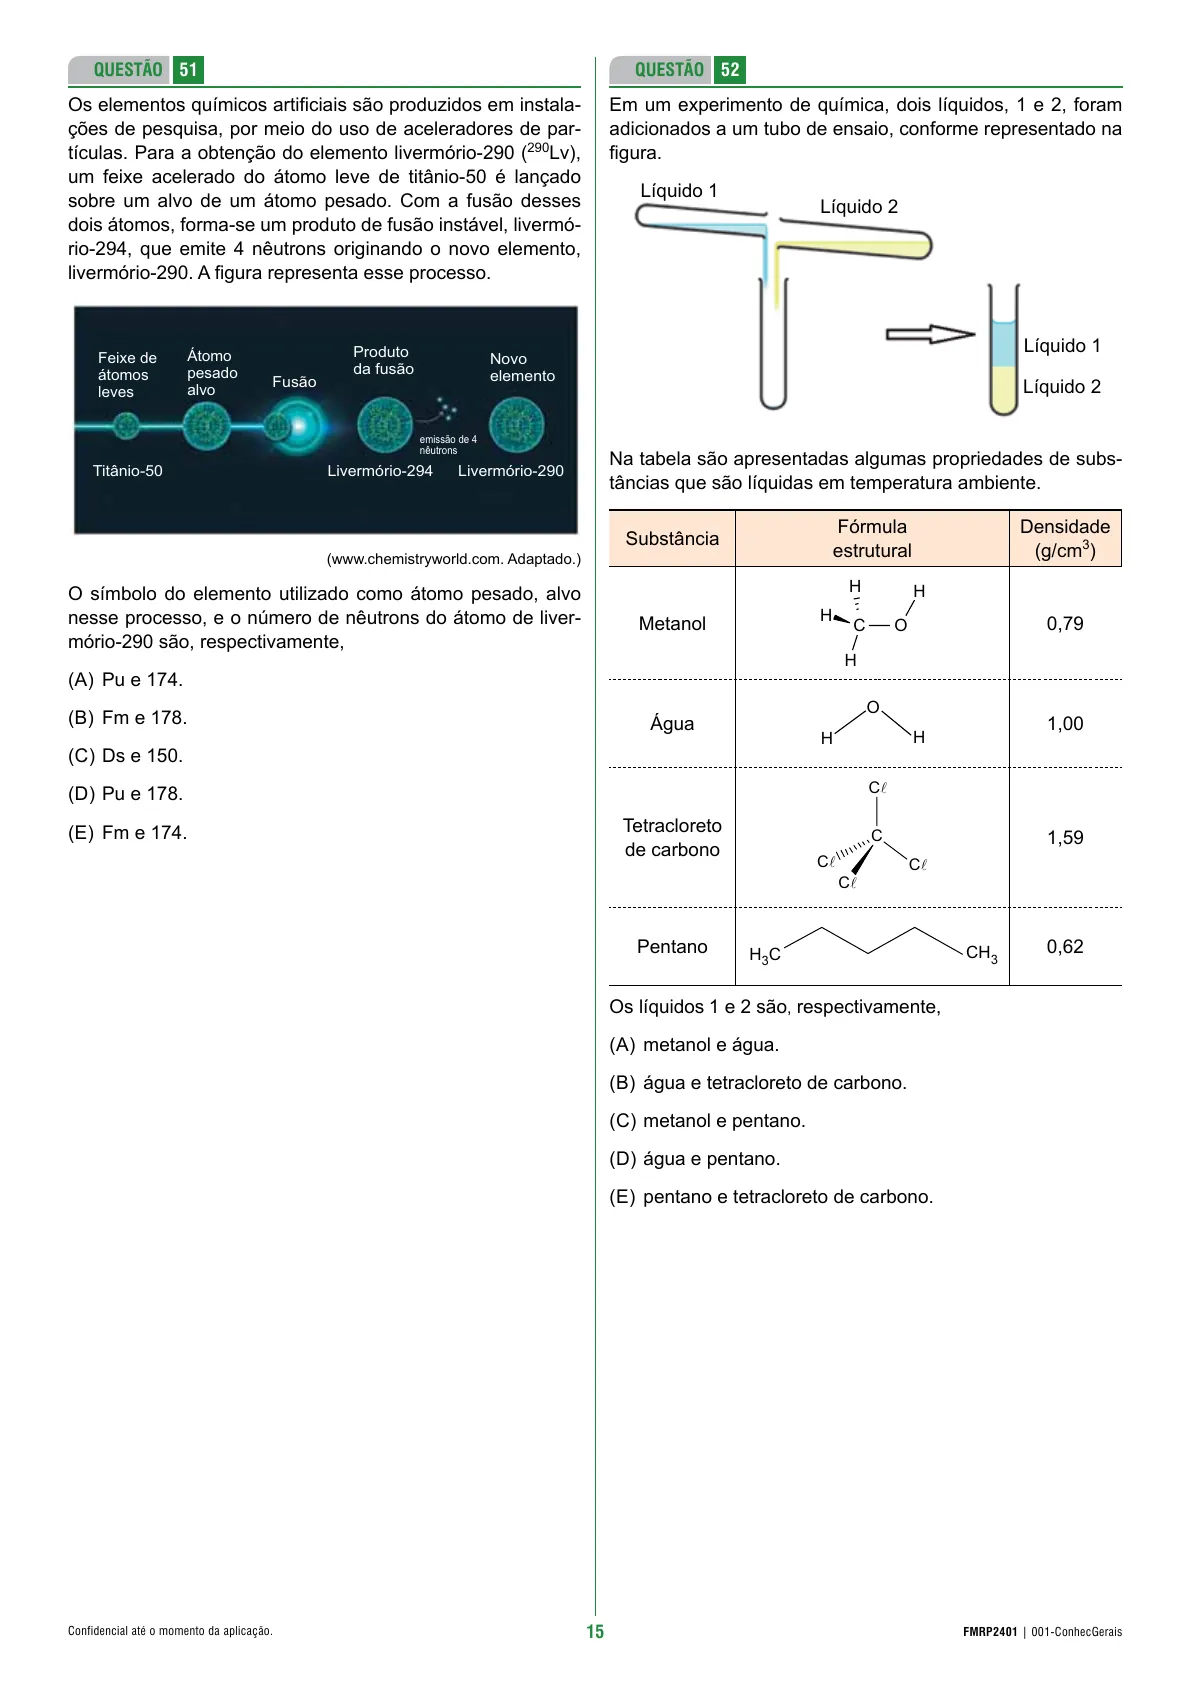 QUESTÃO 51
Os elementos químicos artificiais são produzidos em instala-
ções de pesquisa, por meio do uso de aceleradores de par-
tículas. Para a obtenção do elemento livermório-290 (²⁹⁰Lv),
um feixe acelerado do átomo leve de titânio-50 é lançado
sobre um alvo de um átomo pesado. Com a fusão desses
dois átomos, forma-se um produto de fusão instável, livermó-
rio-294, que emite 4 nêutrons originando o novo elemento,
livermório-290. A figura representa esse processo.
Feixe de
átomos
leves
Átomo
pesado
alvo
Fusão
Produto
da fusão
Novo
elemento
emissão de 4
nêutrons
Titânio-50
Livermório-294
Livermório-290
(www.chemistryworld.com. Adaptado.)
O símbolo do elemento utilizado como átomo pesado, alvo
nesse processo, e o número de nêutrons do átomo de liver-
mório-290 são, respectivamente,
(A) Pu e 174.
(B) Fm e 178.
(C) Ds e 150.
(D) Pu e 178.
(E) Fm e 174.
QUESTÃO 52
Em um experimento de química, dois líquidos, 1 e 2, foram
adicionados a um tubo de ensaio, conforme representado na
figura.
Líquido 1
Líquido 2
Líquido 1
Líquido 2
Na tabela são apresentadas algumas propriedades de subs-
tâncias que são líquidas em temperatura ambiente.
Substância
Fórmula
estrutural
Densidade
(g/cm³)
Metanol
H
H
H
C
O
H
0,79
Água
O
H
H
1,00
Tetracloreto
de carbono
Cℓ
C
Cℓ
Cℓ
Cℓ
1,59
Pentano
H₃C
CH₃
0,62
Os líquidos 1 e 2 são, respectivamente,
(A) metanol e água.
(B) água e tetracloreto de carbono.
(C) metanol e pentano.
(D) água e pentano.
(E) pentano e tetracloreto de carbono.
Confidencial até o momento da aplicação.
15
FMRP2401 | 001-ConhecGerais